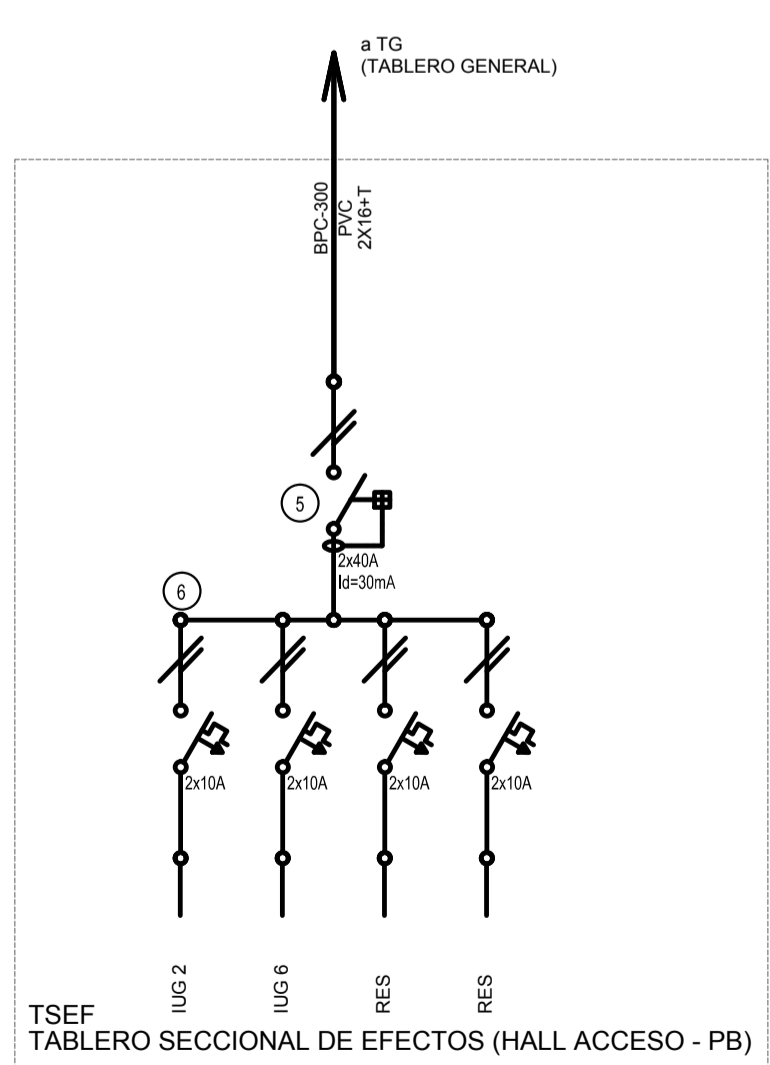 a TG
(TABLERO GENERAL)
BPC-300
PVC
2X16+T
5
2x40A
Id=30mA
6
2x10A
2x10A
2x10A
2x10A
IUG 2
IUG 6
RES
RES
TSEF
TABLERO SECCIONAL DE EFECTOS (HALL ACCESO - PB)